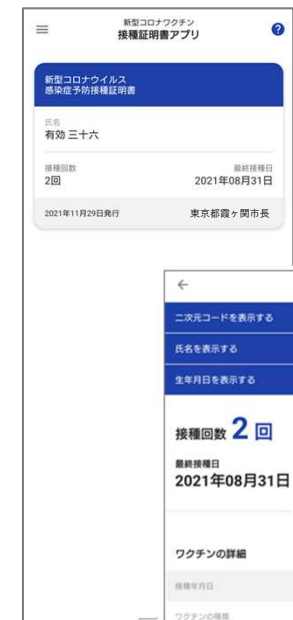 新型コロナワクチン
接種証明書アプリ
新型コロナウイルス
感染症予防接種証明書
氏名
有効 三十六
接種回数
最終接種日
2回
2021年08月31日
2021年11月29日発行
東京都霞ヶ関市長
二次元コードを表示する
氏名を表示する
生年月日を表示する
接種回数 2 回
最終接種日
2021年08月31日
ワクチンの詳細
接種年月日
ワクチンの種類